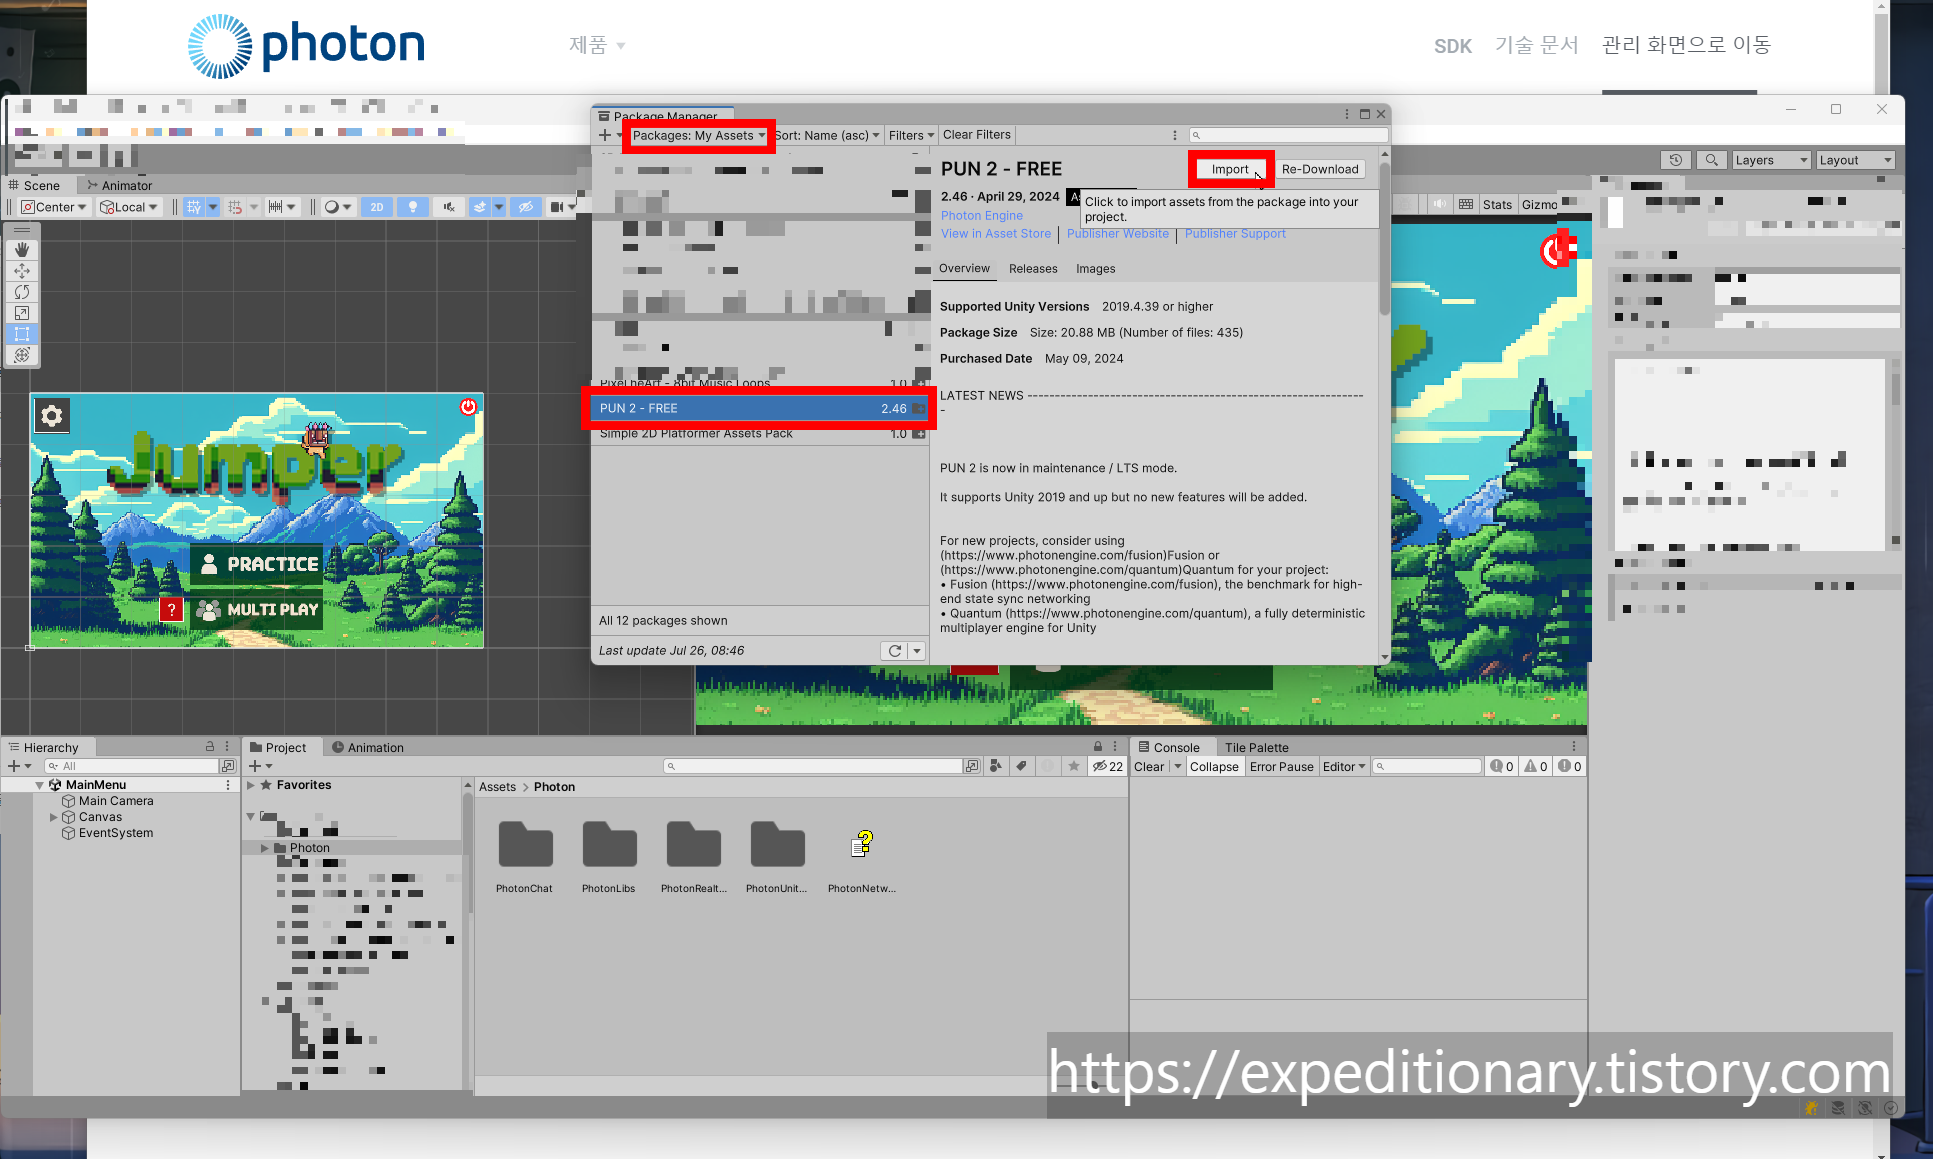 photon
제품
SDK
기술 문서
관리 화면으로 이동
Package Manager
Packages: My Assets
Sort: Name (asc)
Filters
Clear Filters
PUN 2 - FREE
Import
Re-Download
2.46 · April 29, 2024
Click to import assets from the package into your
project.
Photon Engine
View in Asset Store
Publisher Website
Publisher Support
Overview
Releases
Images
Supported Unity Versions 2019.4.39 or higher
Package Size Size: 20.88 MB (Number of files: 435)
Purchased Date May 09, 2024
LATEST NEWS --------------------------------------------------------------
-
PUN 2 is now in maintenance / LTS mode.
It supports Unity 2019 and up but no new features will be added.
For new projects, consider using
(https://www.photonengine.com/fusion)Fusion or
(https://www.photonengine.com/quantum)Quantum for your project:
• Fusion (https://www.photonengine.com/fusion), the benchmark for high-
end state sync networking
• Quantum (https://www.photonengine.com/quantum), a fully deterministic
multiplayer engine for Unity
PixelheArt - 8bit Music Loops 1.0
PUN 2 - FREE 2.46
Simple 2D Platformer Assets Pack 1.0
All 12 packages shown
Last update Jul 26, 08:46
Layers
Layout
Scene
Animator
Center
Local
2D
Stats
Gizmo
Jumper
PRACTICE
?
MULTI PLAY
Hierarchy
All
MainMenu
Main Camera
Canvas
EventSystem
Project
Animation
22
Favorites
Photon
Assets > Photon
PhotonChat
PhotonLibs
PhotonRealt...
PhotonUnit...
PhotonNetw...
Console
Tile Palette
Clear
Collapse
Error Pause
Editor
0
0
0
https://expeditionary.tistory.com